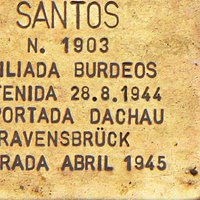 SANTOS
N. 1903
ILIADA BURDEOS
TENIDA 28.8.1944
PORTADA DACHAU
RAVENSBRÜCK
RADA ABRIL 1945